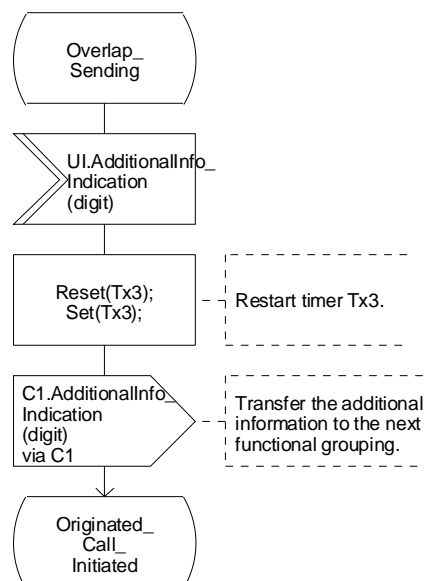 Overlap_
Sending
UI.AdditionalInfo_
Indication
(digit)
Reset(Tx3);
Set(Tx3);
Restart timer Tx3.
C1.AdditionalInfo_
Indication
(digit)
via C1
Transfer the additional
information to the next
functional grouping.
Originated_
Call_
Initiated